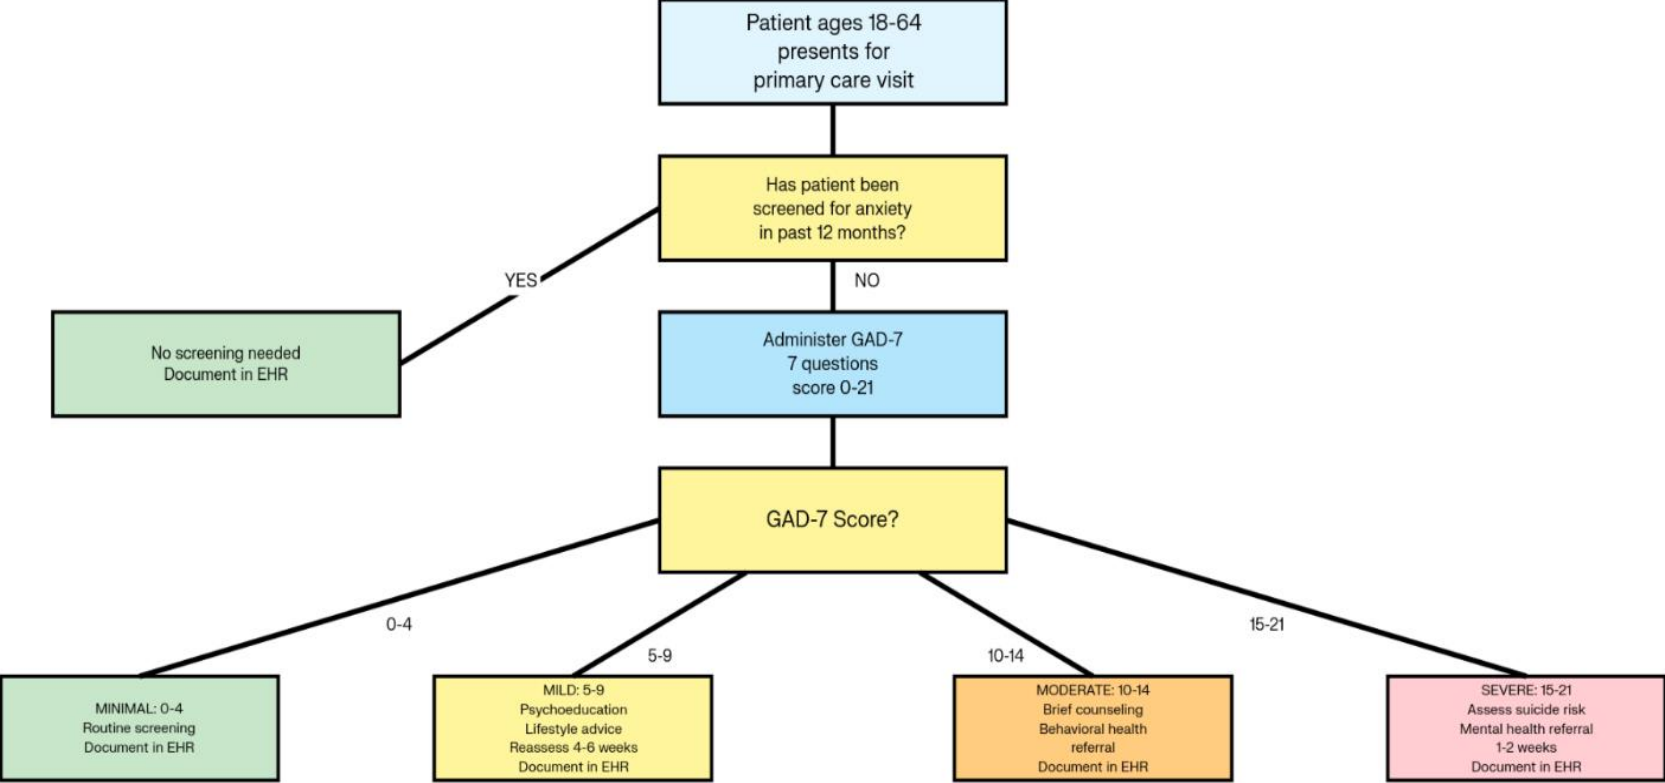 Patient ages 18-64
presents for
primary care visit
Has patient been
screened for anxiety
in past 12 months?
YES
NO
No screening needed
Document in EHR
Administer GAD-7
7 questions
score 0-21
GAD-7 Score?
0-4
5-9
10-14
15-21
MINIMAL: 0-4
Routine screening
Document in EHR
MILD: 5-9
Psychoeducation
Lifestyle advice
Reassess 4-6 weeks
Document in EHR
MODERATE: 10-14
Brief counseling
Behavioral health
referral
Document in EHR
SEVERE: 15-21
Assess suicide risk
Mental health referral
1-2 weeks
Document in EHR